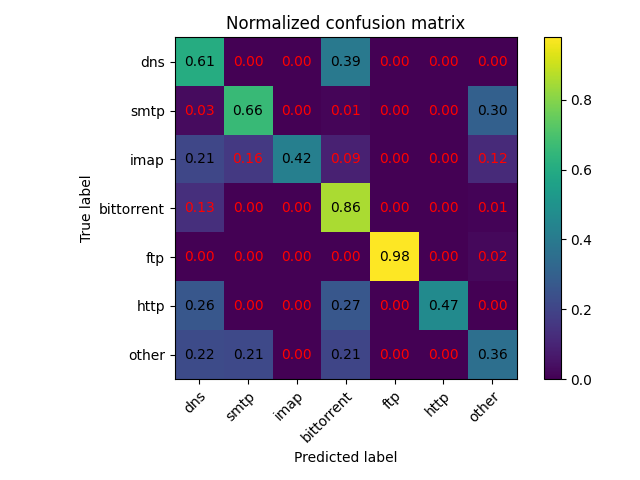 Normalized confusion matrix
dns 0.61 0.00 0.00 0.39 0.00 0.00 0.00
smtp 0.03 0.66 0.00 0.01 0.00 0.00 0.30
imap 0.21 0.16 0.42 0.09 0.00 0.00 0.12
bittorrent 0.13 0.00 0.00 0.86 0.00 0.00 0.01
ftp 0.00 0.00 0.00 0.00 0.98 0.00 0.02
http 0.26 0.00 0.00 0.27 0.00 0.47 0.00
other 0.22 0.21 0.00 0.21 0.00 0.00 0.36
dns smtp imap bittorrent ftp http other
Predicted label
True label
0.8
0.6
0.4
0.2
0.0